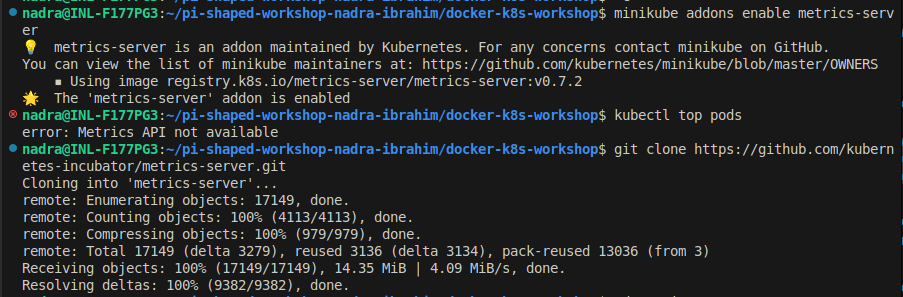 nadra@INL-F177PG3:~/pi-shaped-workshop-nadra-ibrahim/docker-k8s-workshop$ minikube addons enable metrics-serv
er
💡  metrics-server is an addon maintained by Kubernetes. For any concerns contact minikube on GitHub.
You can view the list of minikube maintainers at: https://github.com/kubernetes/minikube/blob/master/OWNERS
    ▪ Using image registry.k8s.io/metrics-server/metrics-server:v0.7.2
🌟  The 'metrics-server' addon is enabled
nadra@INL-F177PG3:~/pi-shaped-workshop-nadra-ibrahim/docker-k8s-workshop$ kubectl top pods
error: Metrics API not available
nadra@INL-F177PG3:~/pi-shaped-workshop-nadra-ibrahim/docker-k8s-workshop$ git clone https://github.com/kubern
etes-incubator/metrics-server.git
Cloning into 'metrics-server'...
remote: Enumerating objects: 17149, done.
remote: Counting objects: 100% (4113/4113), done.
remote: Compressing objects: 100% (979/979), done.
remote: Total 17149 (delta 3279), reused 3136 (delta 3134), pack-reused 13036 (from 3)
Receiving objects: 100% (17149/17149), 14.35 MiB | 4.09 MiB/s, done.
Resolving deltas: 100% (9382/9382), done.